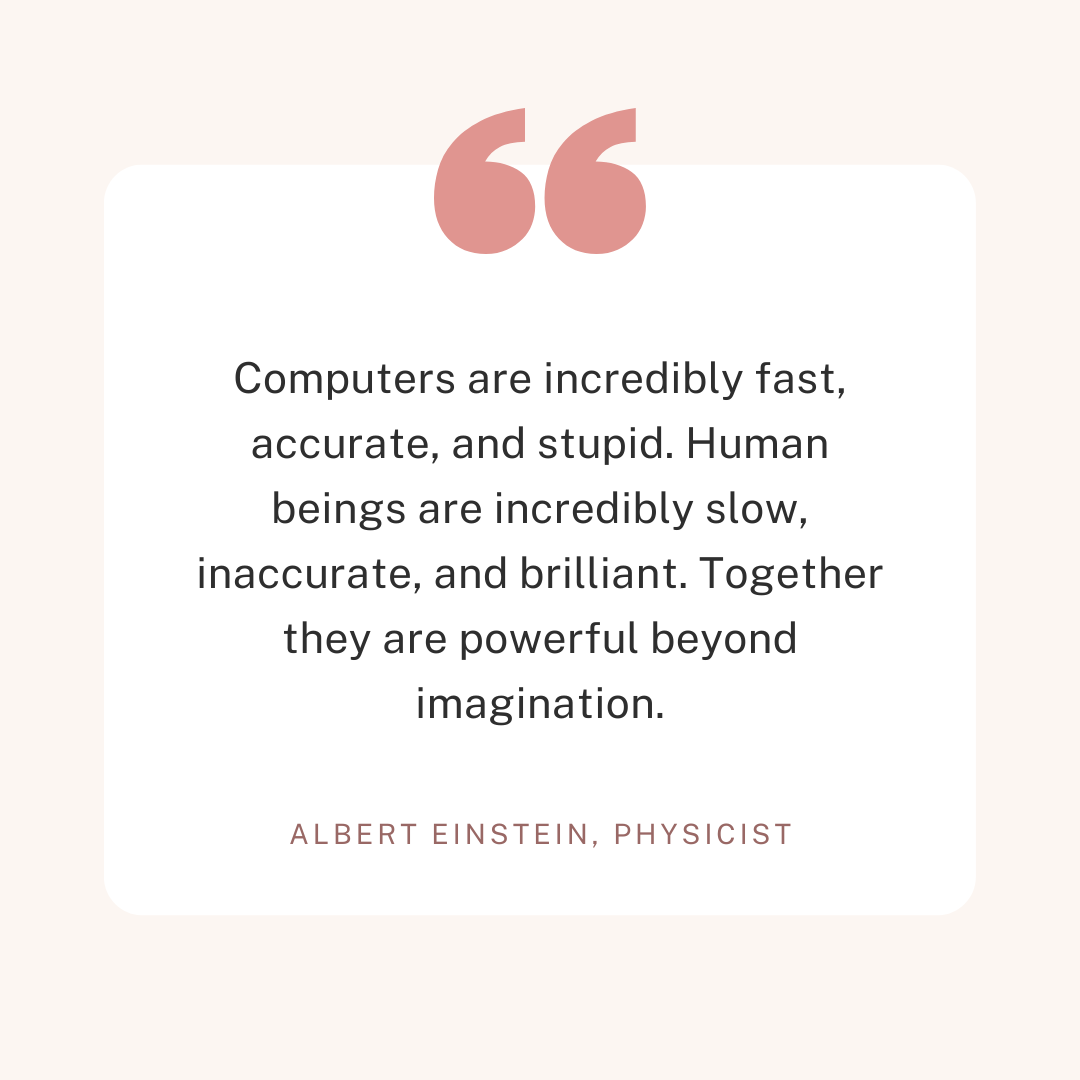 Computers are incredibly fast,
accurate, and stupid. Human
beings are incredibly slow,
inaccurate, and brilliant. Together
they are powerful beyond
imagination.
ALBERT EINSTEIN, PHYSICIST